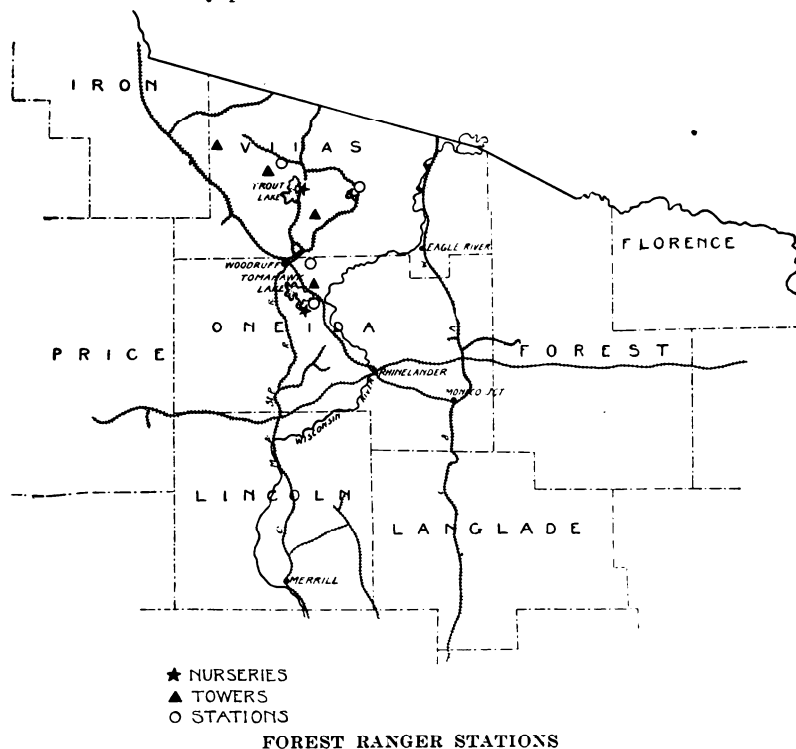 IRON
VILAS
TROUT
LAKE
FLORENCE
EAGLE RIVER
WOODRUFF
TOMAHAWK
LAKE
ONEIDA
PRICE
FOREST
RHINELANDER
MONICO JCT
WISCONSIN RIVER
LINCOLN
LANGLADE
MERRILL
NURSERIES
TOWERS
STATIONS
FOREST RANGER STATIONS